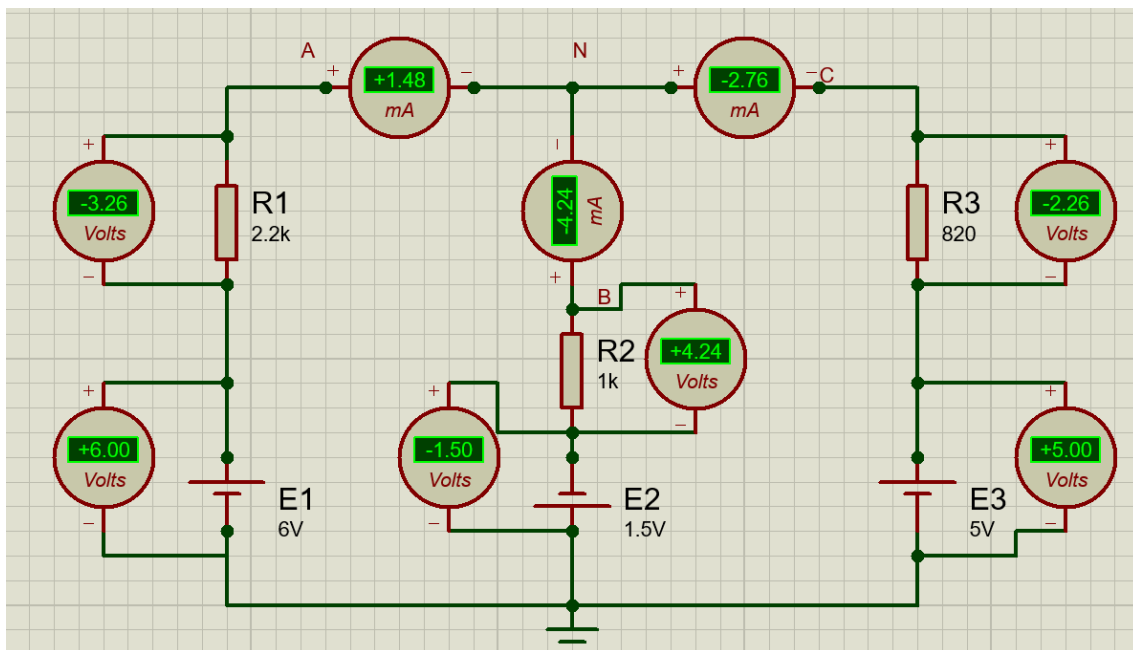 A
N
C
+
+1.48
mA
−
+
-2.76
mA
−
+
-3.26
Volts
−
R1
2.2k
−
-4.24
mA
+
R3
820
+
-2.26
Volts
−
B
R2
1k
+
+4.24
Volts
−
+
+6.00
Volts
−
E1
6V
+
-1.50
Volts
−
E2
1.5V
E3
5V
+
+5.00
Volts
−